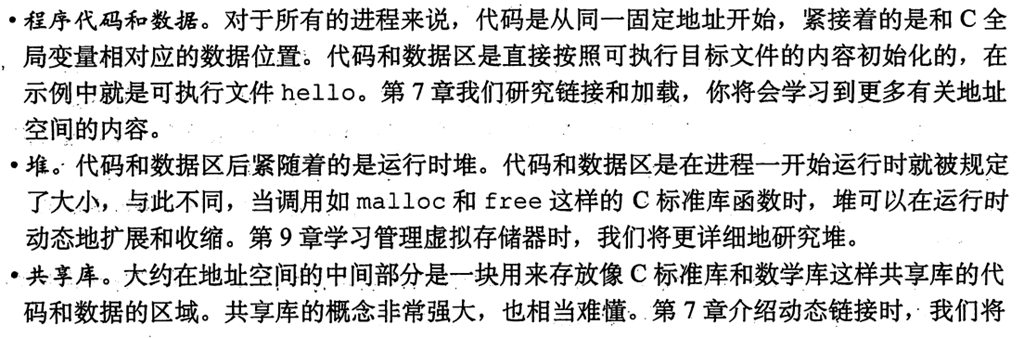 • 程序代码和数据。对于所有的进程来说，代码是从同一固定地址开始，紧接着的是和 C 全
局变量相对应的数据位置。代码和数据区是直接按照可执行目标文件的内容初始化的，在
示例中就是可执行文件 hello。第 7 章我们研究链接和加载，你将会学习到更多有关地址
空间的内容。
• 堆。代码和数据区后紧随着的是运行时堆。代码和数据区是在进程一开始运行时就被规定
了大小，与此不同，当调用如 malloc 和 free 这样的 C 标准库函数时，堆可以在运行时
动态地扩展和收缩。第 9 章学习管理虚拟存储器时，我们将更详细地研究堆。
• 共享库。大约在地址空间的中间部分是一块用来存放像 C 标准库和数学库这样共享库的代
码和数据的区域。共享库的概念非常强大，也相当难懂。第 7 章介绍动态链接时，我们将